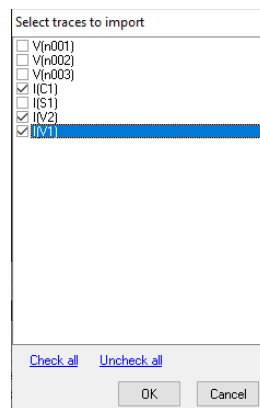 Select traces to import
V(n001)
V(n002)
V(n003)
I(C1)
I(S1)
I(V2)
I(V1)
Check all Uncheck all
OK Cancel